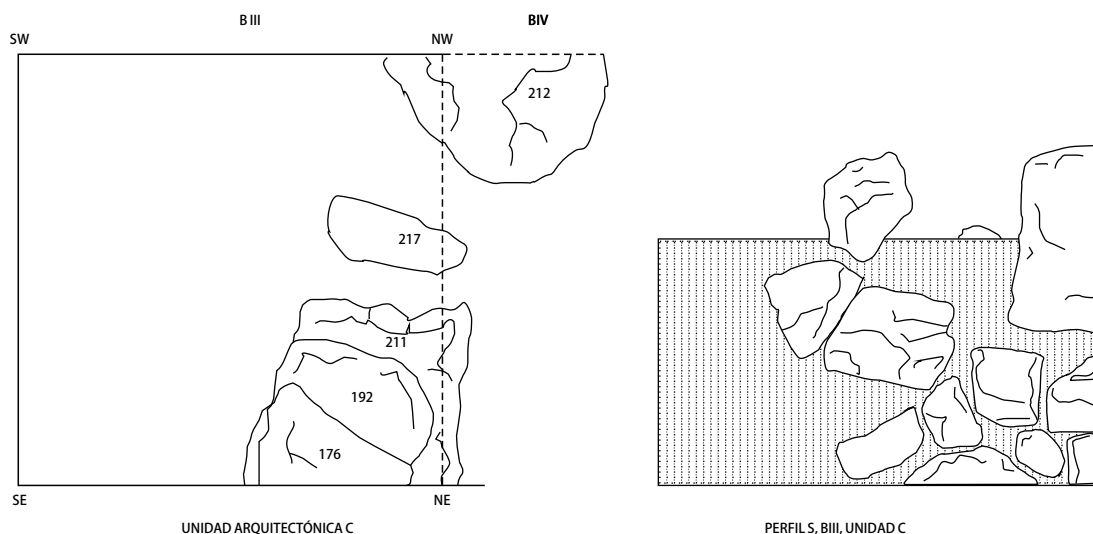 B III
BIV
SW
NW
212
217
211
192
176
SE
NE
UNIDAD ARQUITECTÓNICA C
PERFIL S, BIII, UNIDAD C